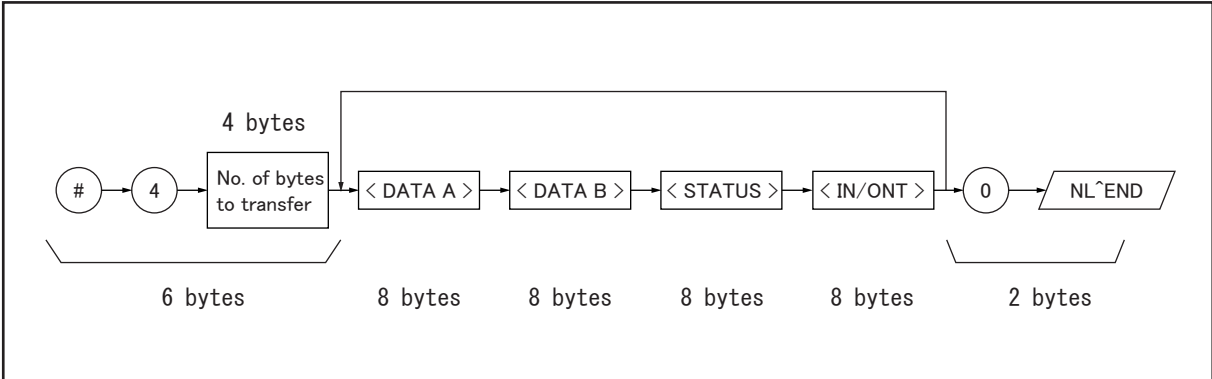 4 bytes
#
4
No. of bytes
to transfer
< DATA A >
< DATA B >
< STATUS >
< IN/ONT >
0
NL^END
6 bytes
8 bytes
8 bytes
8 bytes
8 bytes
2 bytes